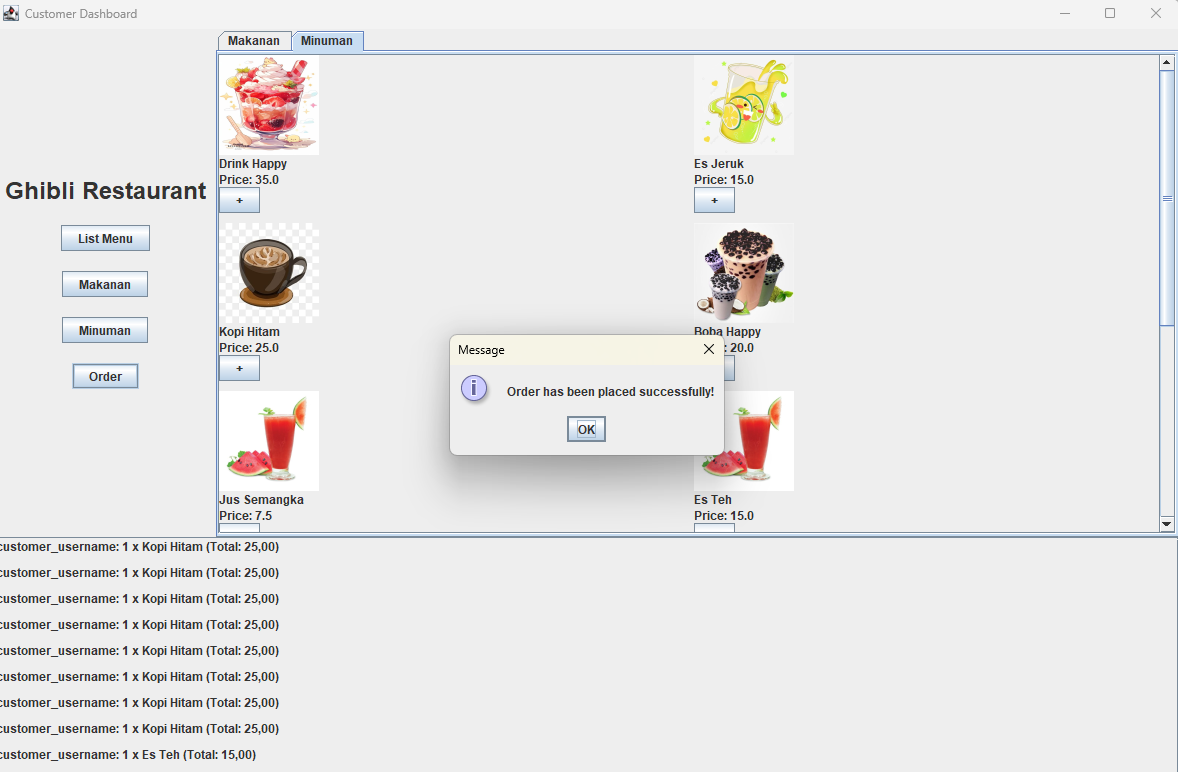 Customer Dashboard
Makanan Minuman
Ghibli Restaurant
List Menu
Makanan
Minuman
Order
Drink Happy
Price: 35.0
+
Es Jeruk
Price: 15.0
+
Kopi Hitam
Price: 25.0
+
Boba Happy
: 20.0
Jus Semangka
Price: 7.5
Es Teh
Price: 15.0
Message
Order has been placed successfully!
OK
customer_username: 1 x Kopi Hitam (Total: 25,00)
customer_username: 1 x Kopi Hitam (Total: 25,00)
customer_username: 1 x Kopi Hitam (Total: 25,00)
customer_username: 1 x Kopi Hitam (Total: 25,00)
customer_username: 1 x Kopi Hitam (Total: 25,00)
customer_username: 1 x Kopi Hitam (Total: 25,00)
customer_username: 1 x Kopi Hitam (Total: 25,00)
customer_username: 1 x Kopi Hitam (Total: 25,00)
customer_username: 1 x Es Teh (Total: 15,00)